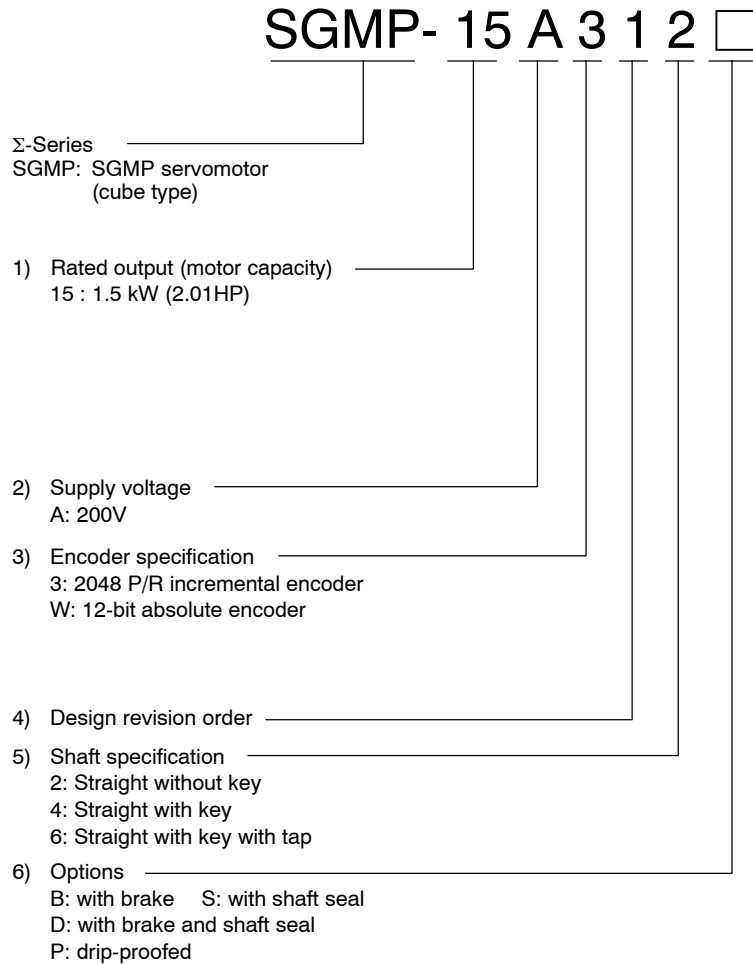 SGMP- 15 A 3 1 2
Σ-Series
SGMP: SGMP servomotor
(cube type)
1) Rated output (motor capacity)
15 : 1.5 kW (2.01HP)
2) Supply voltage
A: 200V
3) Encoder specification
3: 2048 P/R incremental encoder
W: 12-bit absolute encoder
4) Design revision order
5) Shaft specification
2: Straight without key
4: Straight with key
6: Straight with key with tap
6) Options
B: with brake S: with shaft seal
D: with brake and shaft seal
P: drip-proofed